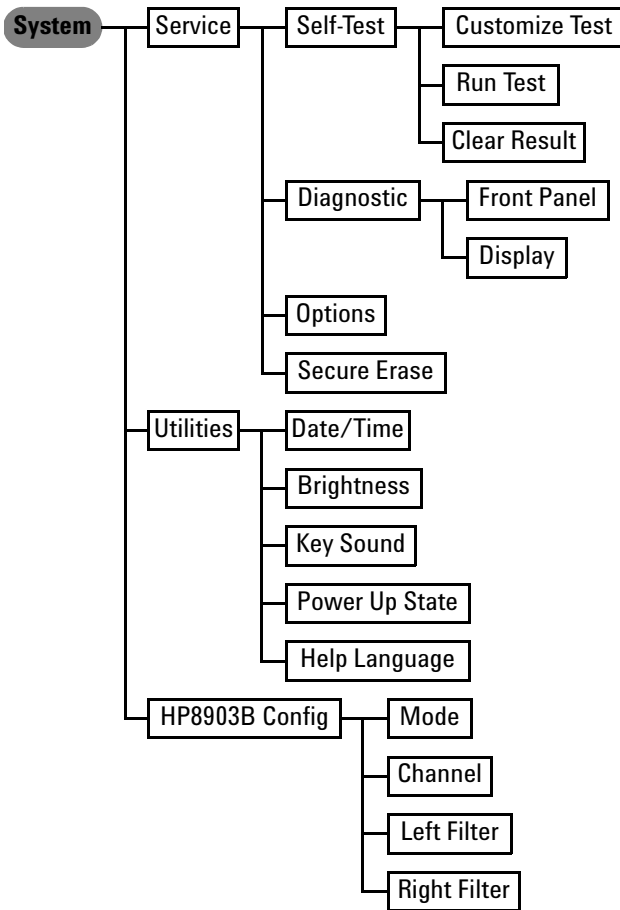 System
Service
Self-Test
Customize Test
Run Test
Clear Result
Diagnostic
Front Panel
Display
Options
Secure Erase
Utilities
Date/Time
Brightness
Key Sound
Power Up State
Help Language
HP8903B Config
Mode
Channel
Left Filter
Right Filter